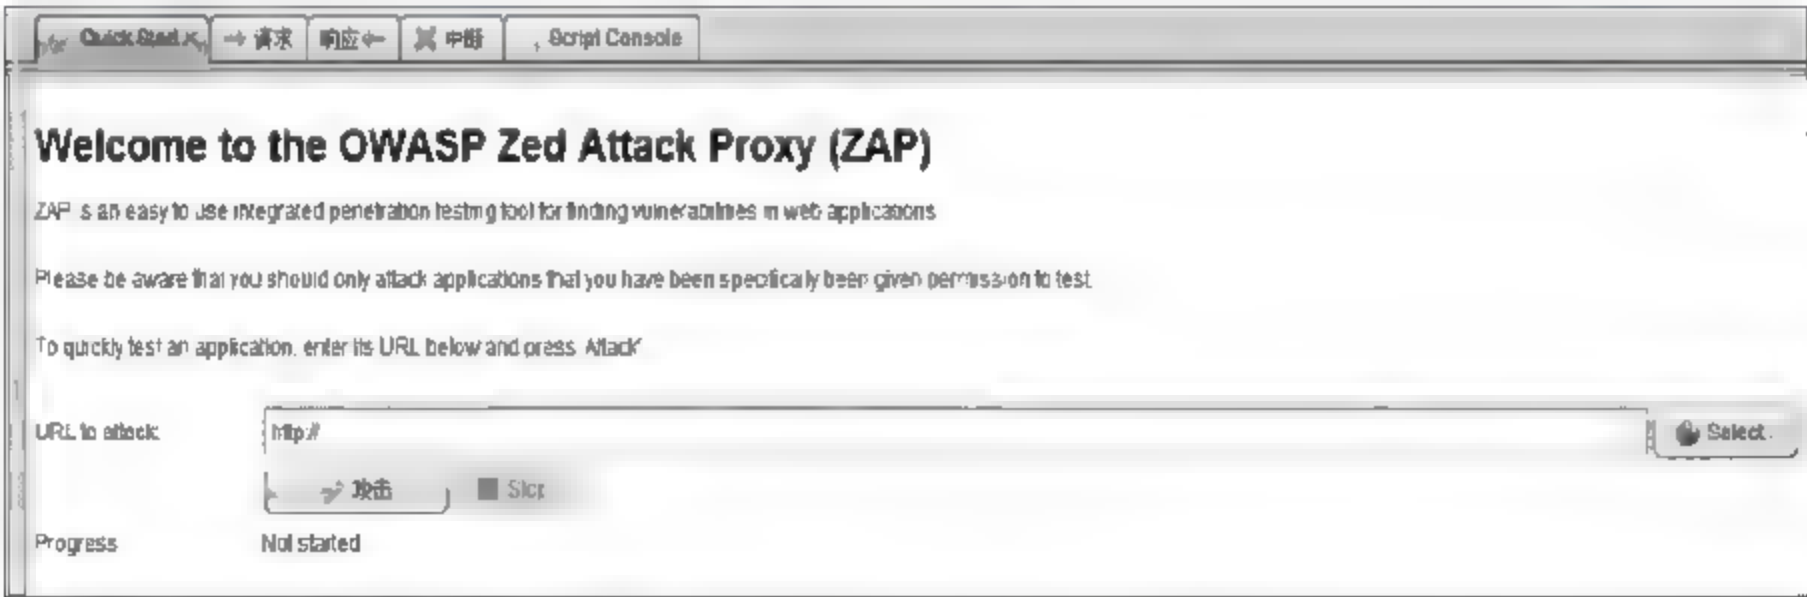 Quick Start 请求 响应 中断 Script Console
Welcome to the OWASP Zed Attack Proxy (ZAP)
ZAP is an easy to use integrated penetration testing tool for finding vulnerabilities in web applications
Please be aware that you should only attack applications that you have been specifically been given permission to test.
To quickly test an application, enter its URL below and press 'Attack'
URL to attack: http:// Select...
攻击 Stop
Progress Not started